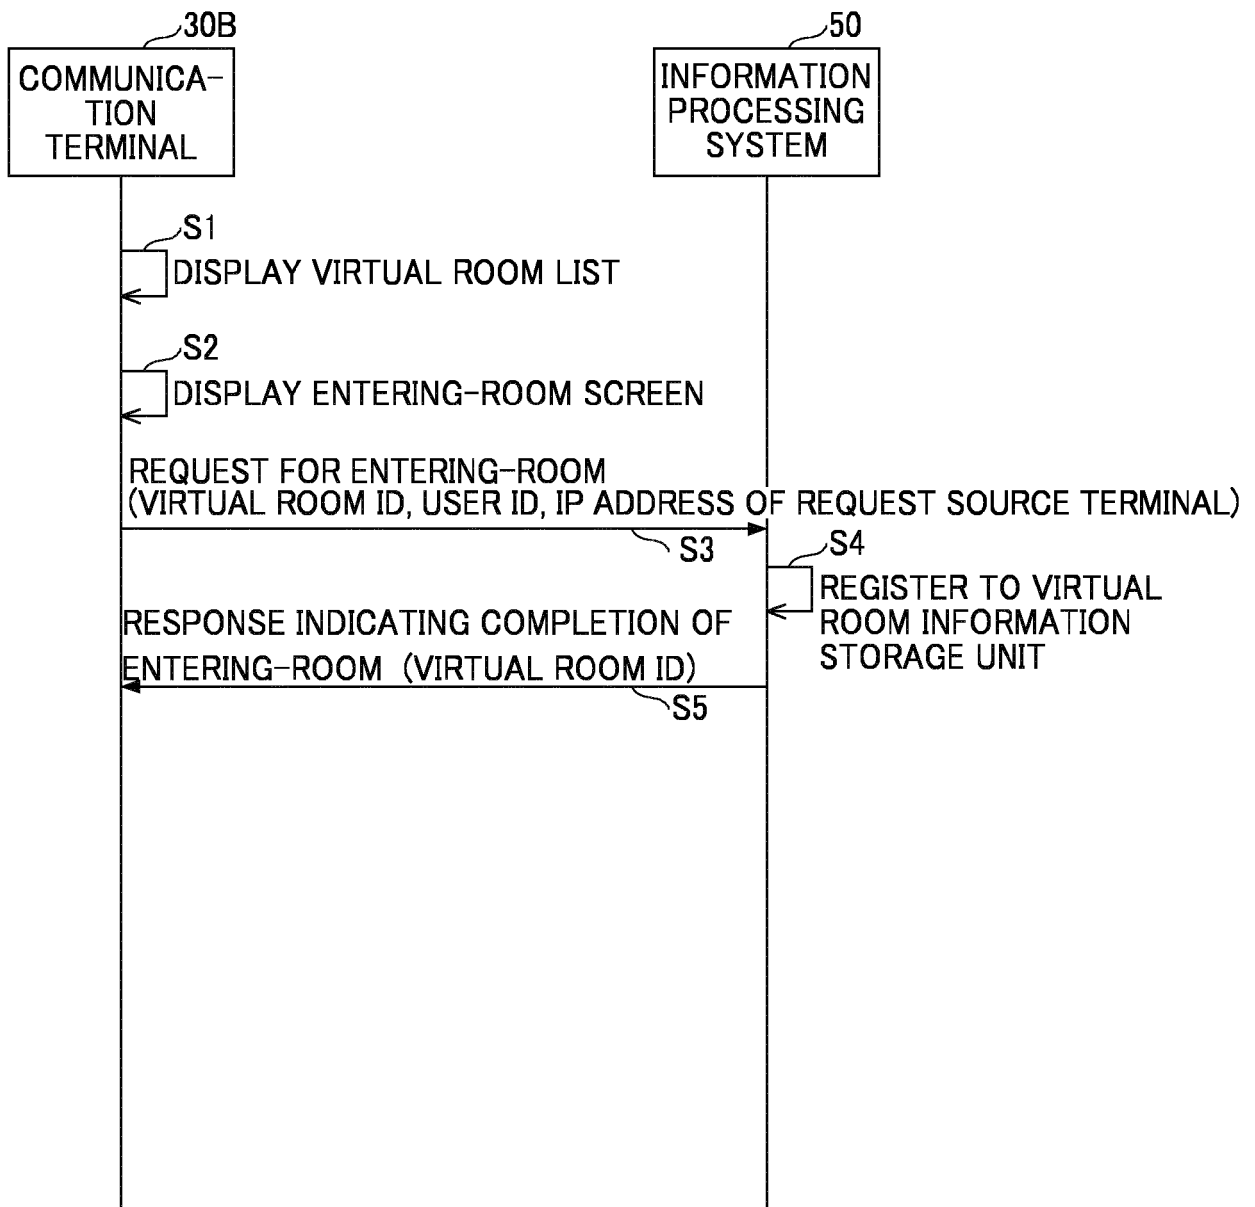 30B
COMMUNICA-
TION
TERMINAL
50
INFORMATION
PROCESSING
SYSTEM
S1
DISPLAY VIRTUAL ROOM LIST
S2
DISPLAY ENTERING-ROOM SCREEN
REQUEST FOR ENTERING-ROOM
(VIRTUAL ROOM ID, USER ID, IP ADDRESS OF REQUEST SOURCE TERMINAL)
S3
S4
REGISTER TO VIRTUAL
ROOM INFORMATION
STORAGE UNIT
RESPONSE INDICATING COMPLETION OF
ENTERING-ROOM (VIRTUAL ROOM ID)
S5